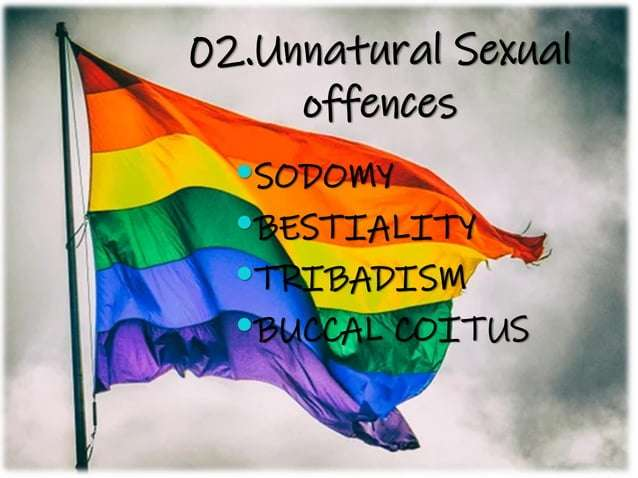 02.Unnatural Sexual
offences
•SODOMY
•BESTIALITY
•TRIBADISM
•BUCCAL COITUS